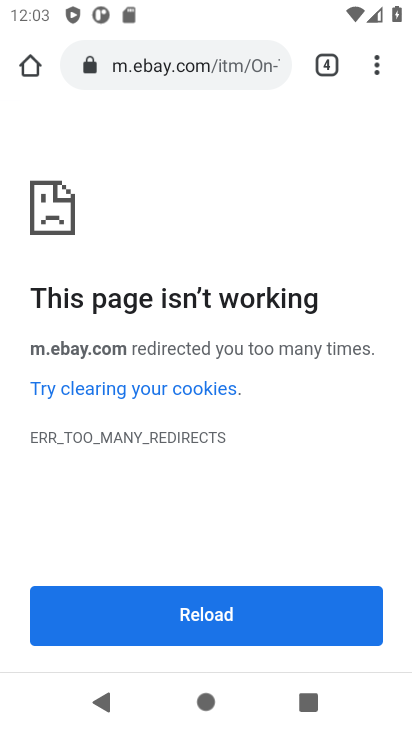 12:03
m.ebay.com/itm/On-
4
This page isn't working
m.ebay.com redirected you too many times.
Try clearing your cookies.
ERR_TOO_MANY_REDIRECTS
Reload